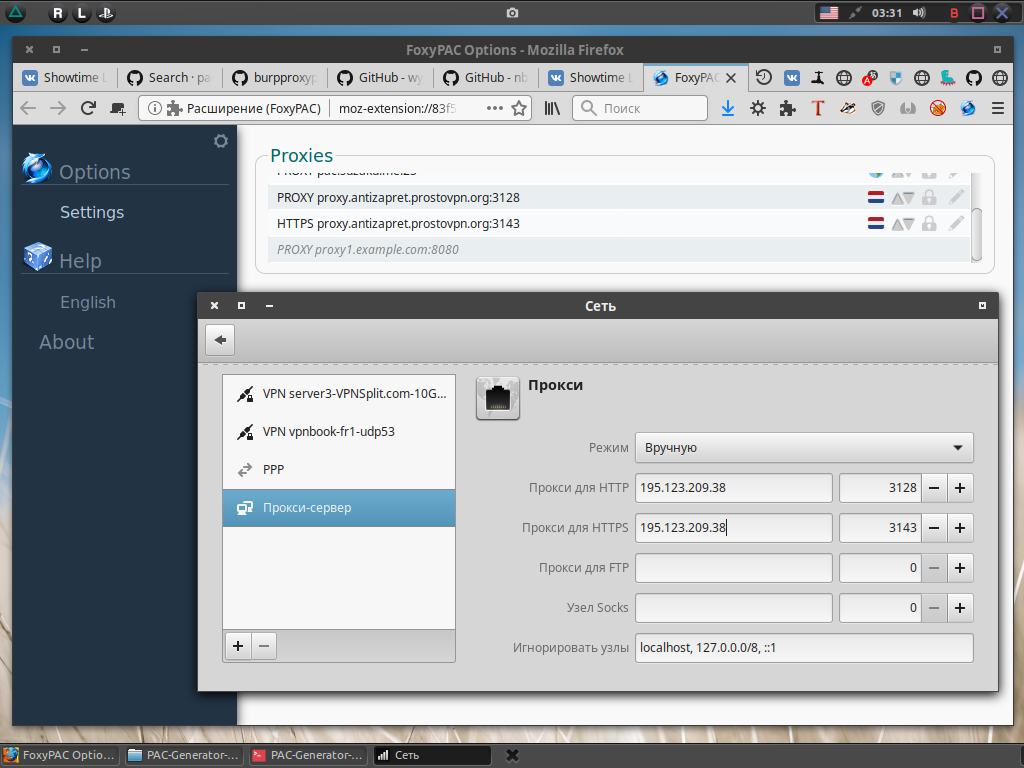 R L 03:31 B
FoxyPAC Options - Mozilla Firefox
Showtime Search · pa burpproxyp GitHub - wy GitHub - nb Showtime FoxyPAC
Расширение (FoxyPAC) moz-extension://83f5 Поиск T
Options
Settings
Help
English
About
Proxies
PROXY proxy.antizapret.prostovpn.org:3128
HTTPS proxy.antizapret.prostovpn.org:3143
PROXY proxy1.example.com:8080
Сеть
VPN server3-VPNSplit.com-10G...
VPN vpnbook-fr1-udp53
PPP
Прокси-сервер
Прокси
Режим Вручную
Прокси для HTTP 195.123.209.38 3128
Прокси для HTTPS 195.123.209.38 3143
Прокси для FTP 0
Узел Socks 0
Игнорировать узлы localhost, 127.0.0.0/8, ::1
FoxyPAC Optio... PAC-Generator-... PAC-Generator-... Сеть